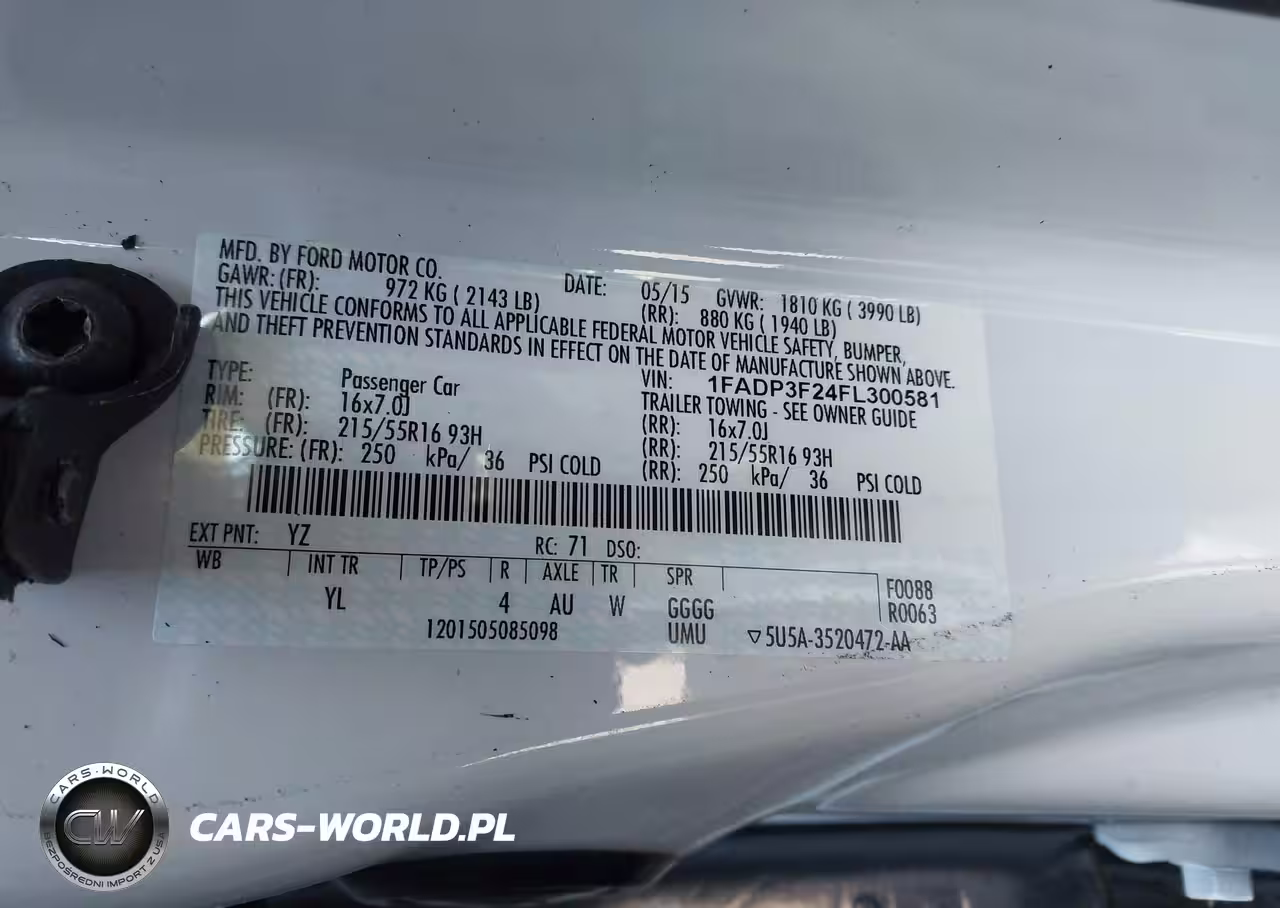 MFD. BY FORD MOTOR CO. DATE: 05/15 GVWR: 1810 KG ( 3990 LB)
GAWR: (FR): 972 KG ( 2143 LB) (RR): 880 KG ( 1940 LB)
THIS VEHICLE CONFORMS TO ALL APPLICABLE FEDERAL MOTOR VEHICLE SAFETY, BUMPER,
AND THEFT PREVENTION STANDARDS IN EFFECT ON THE DATE OF MANUFACTURE SHOWN ABOVE.
VIN: 1FADP3F24FL300581
TYPE: Passenger Car TRAILER TOWING - SEE OWNER GUIDE
RIM: (FR): 16x7.0J (RR): 16x7.0J
TIRE: (FR): 215/55R16 93H (RR): 215/55R16 93H
PRESSURE: (FR): 250 kPa/ 36 PSI COLD (RR): 250 kPa/ 36 PSI COLD
EXT PNT: YZ RC: 71 DSO:
WB INT TR TP/PS R AXLE TR SPR F0088
YL 4 AU W GGGG R0063
1201505085098 UMU ▽5U5A-3520472-AA
CARS-WORLD
CW
BEZPOŚREDNI IMPORT Z USA
CARS-WORLD.PL